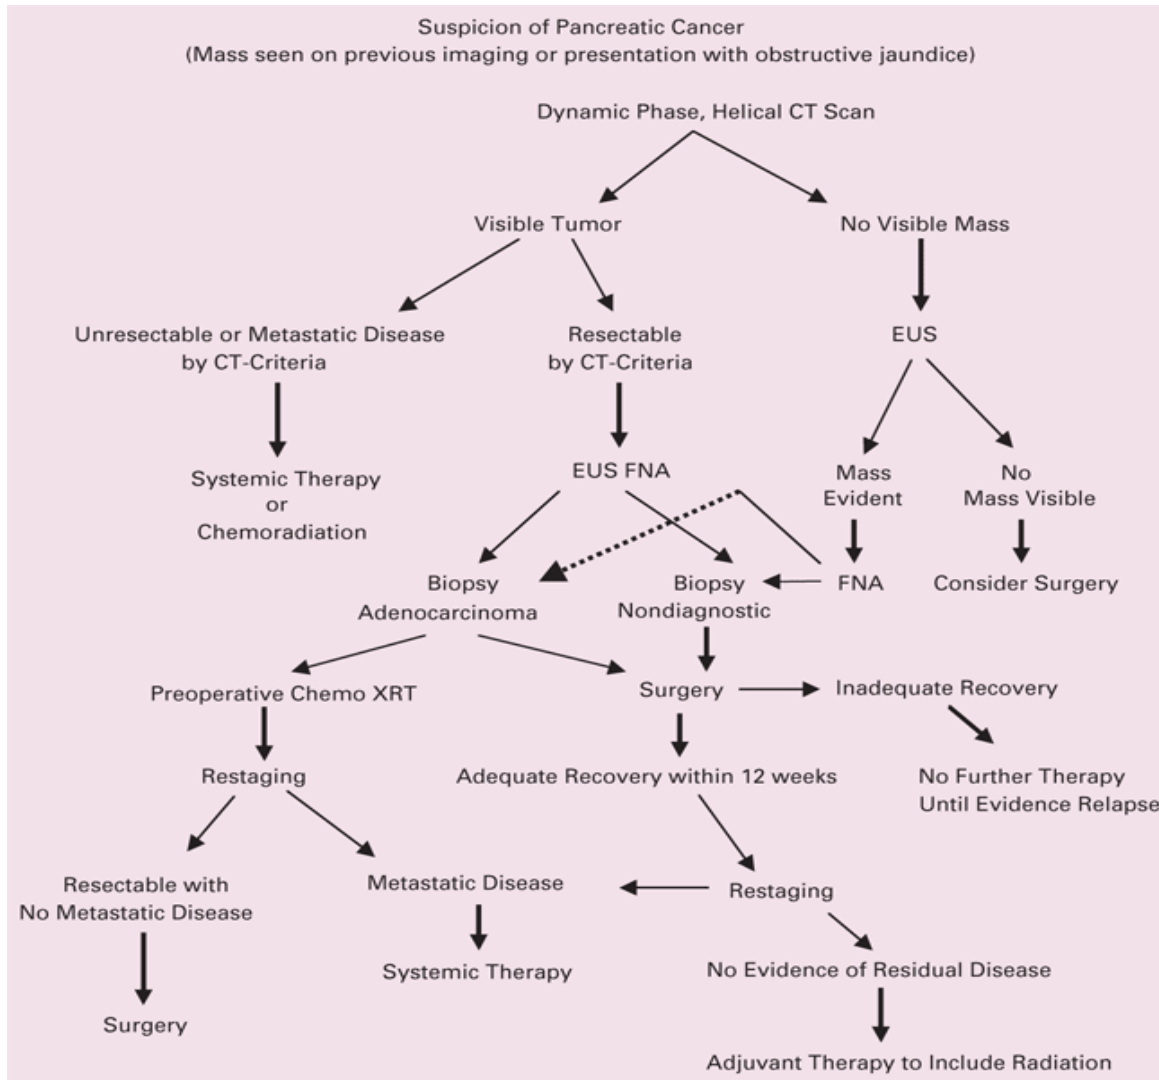 Suspicion of Pancreatic Cancer
(Mass seen on previous imaging or presentation with obstructive jaundice)
Dynamic Phase, Helical CT Scan
Visible Tumor
No Visible Mass
Unresectable or Metastatic Disease
by CT-Criteria
Resectable
by CT-Criteria
EUS
Systemic Therapy
or
Chemoradiation
EUS FNA
Mass
Evident
No
Mass Visible
Biopsy
Adenocarcinoma
Biopsy
Nondiagnostic
FNA
Consider Surgery
Preoperative Chemo XRT
Surgery
Inadequate Recovery
Restaging
Adequate Recovery within 12 weeks
No Further Therapy
Until Evidence Relapse
Resectable with
No Metastatic Disease
Metastatic Disease
Restaging
Systemic Therapy
No Evidence of Residual Disease
Surgery
Adjuvant Therapy to Include Radiation